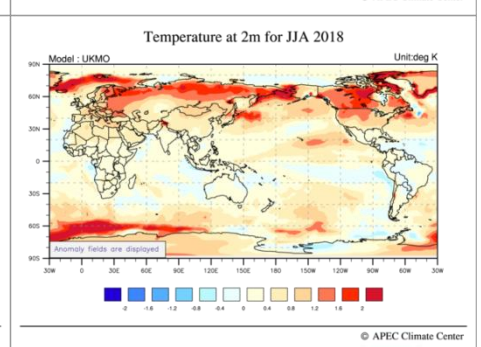 Temperature at 2m for JJA 2018
Model : UKMO
Unit:deg K
90N
60N
30N
0
30S
60S
90S
Anomaly fields are displayed
30W 0 30E 60E 90E 120E 150E 180 150W 120W 90W 60W 30W
-2 -1.6 -1.2 -0.8 -0.4 0 0.4 0.8 1.2 1.6 2
© APEC Climate Center